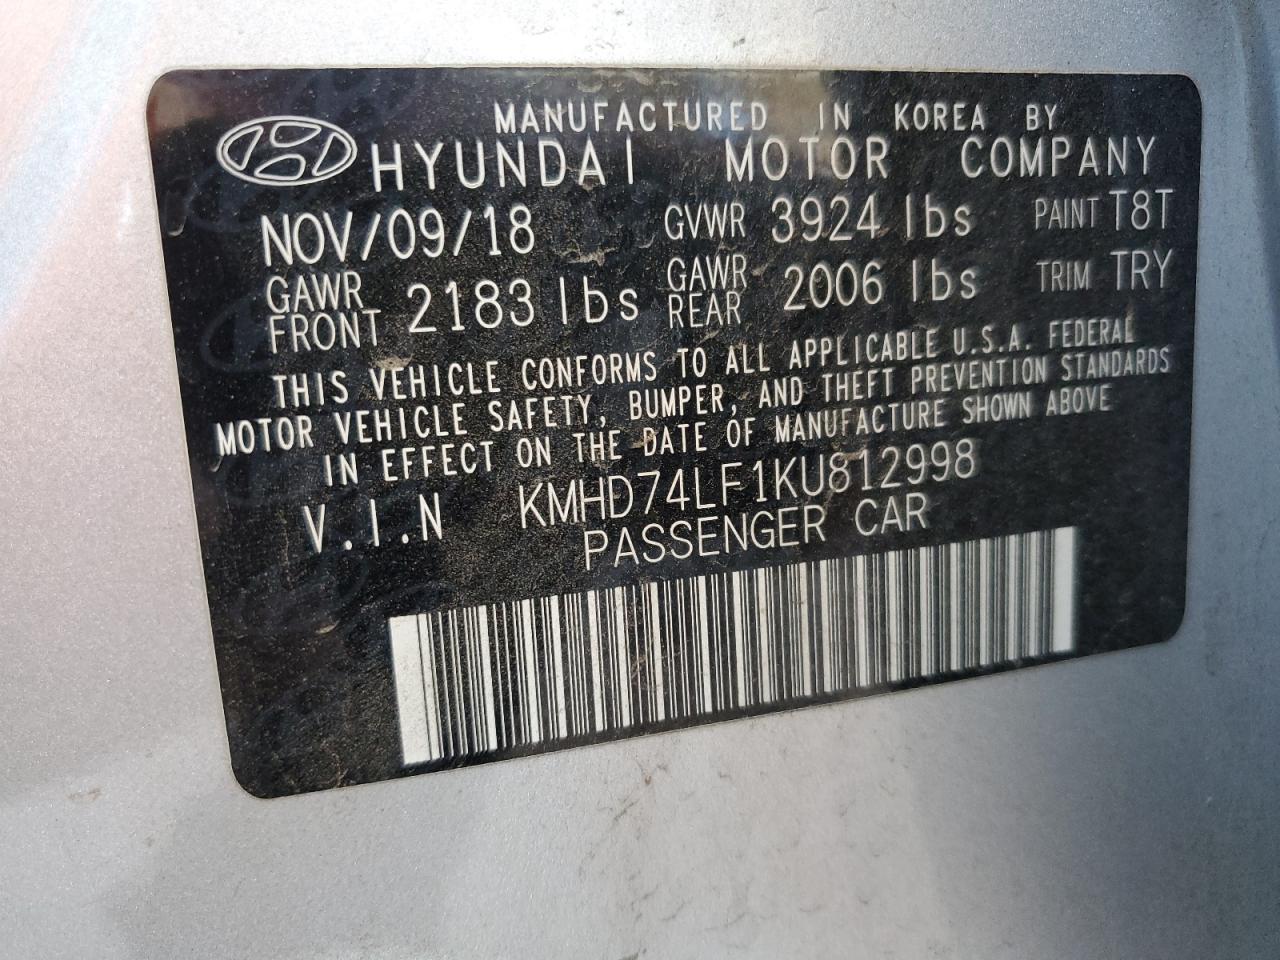 MANUFACTURED IN KOREA BY
HYUNDAI MOTOR COMPANY
NOV/09/18 GVWR 3924 lbs PAINT T8T
GAWR FRONT 2183 lbs GAWR REAR 2006 lbs TRIM TRY
THIS VEHICLE CONFORMS TO ALL APPLICABLE U.S.A. FEDERAL
MOTOR VEHICLE SAFETY, BUMPER, AND THEFT PREVENTION STANDARDS
IN EFFECT ON THE DATE OF MANUFACTURE SHOWN ABOVE
V.I.N KMHD74LF1KU812998
PASSENGER CAR